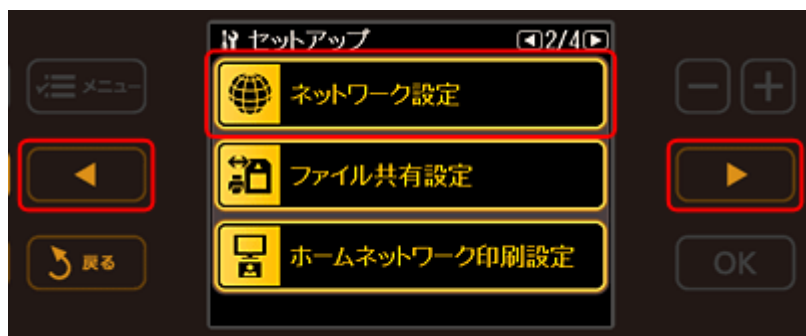 セットアップ 2/4
メニュー
ネットワーク設定
ファイル共有設定
戻る
ホームネットワーク印刷設定
OK